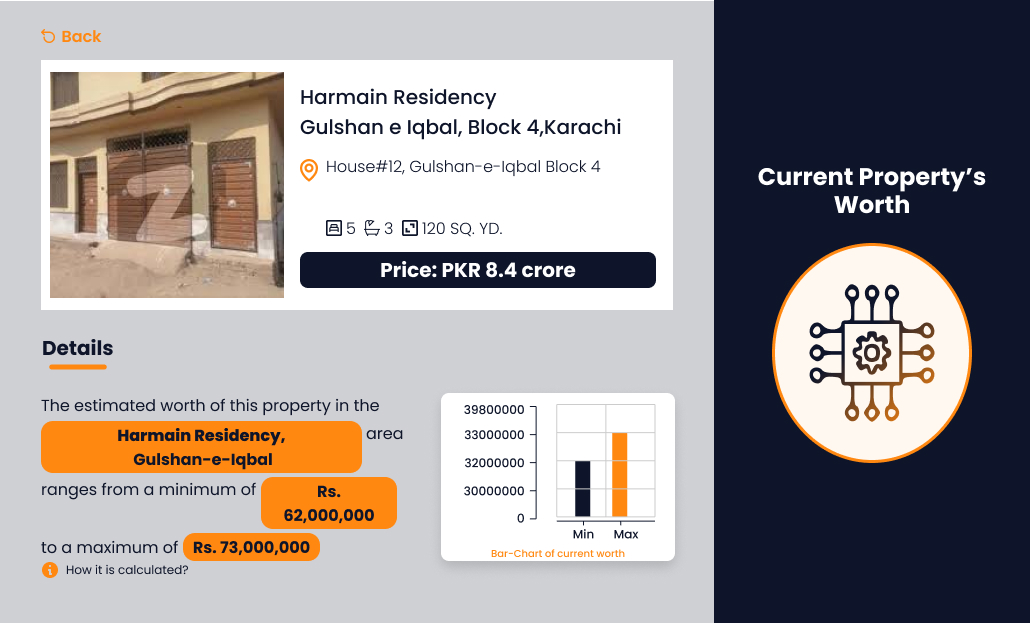 Back
Harmain Residency
Gulshan e Iqbal, Block 4,Karachi
House#12, Gulshan-e-Iqbal Block 4
5 3 120 SQ. YD.
Price: PKR 8.4 crore
Details
The estimated worth of this property in the
Harmain Residency,
Gulshan-e-Iqbal
area
ranges from a minimum of
Rs.
62,000,000
to a maximum of Rs. 73,000,000
How it is calculated?
39800000
33000000
32000000
30000000
0
Min Max
Bar-Chart of current worth
Current Property’s
Worth